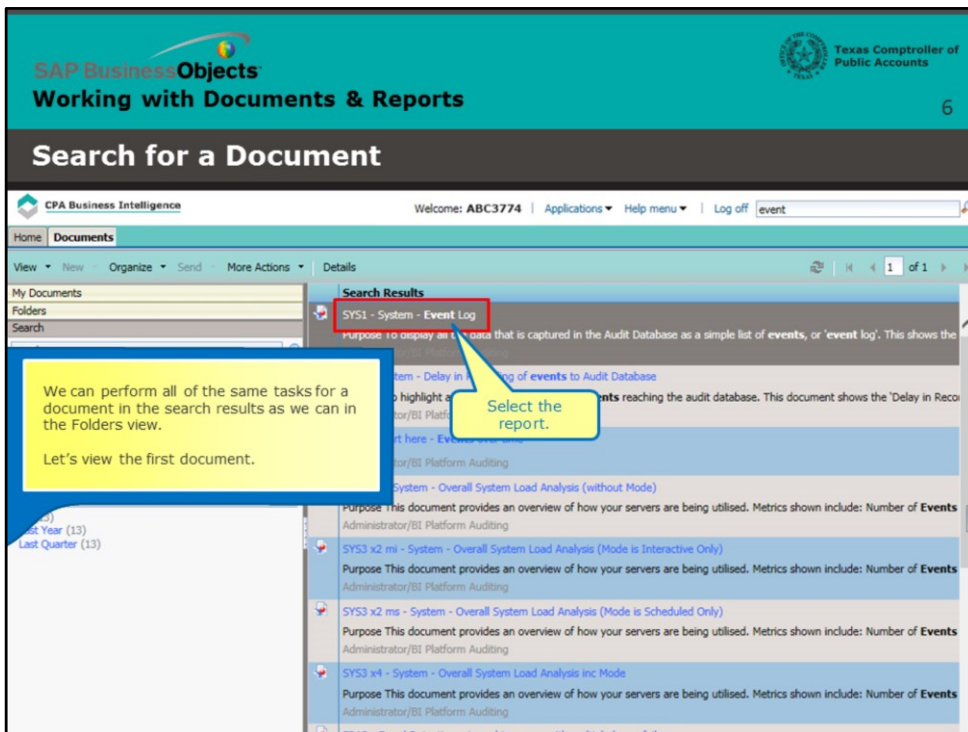 SAP BusinessObjects
Texas Comptroller of
Public Accounts
Working with Documents & Reports
6
Search for a Document
CPA Business Intelligence
Welcome: ABC3774 | Applications | Help menu | Log off event
Home Documents
View New Organize Send More Actions Details
1 of 1
My Documents
Folders
Search
Search Results
SYS1 - System - Event Log
Purpose To display all the data that is captured in the Audit Database as a simple list of events, or 'event log'. This shows the
We can perform all of the same tasks for a
document in the search results as we can in
the Folders view.
Let's view the first document.
Select the
report.
- Delay in
of events to Audit Database
highlight
reaching the audit database. This document shows the 'Delay in
here -
/BI Platform Auditing
System - Overall System Load Analysis (without Mode)
Purpose This document provides an overview of how your servers are being utilised. Metrics shown include: Number of Events
Administrator/BI Platform Auditing
Year (13)
Last Quarter (13)
SYS3 x2 mi - System - Overall System Load Analysis (Mode is Interactive Only)
Purpose This document provides an overview of how your servers are being utilised. Metrics shown include: Number of Events
Administrator/BI Platform Auditing
SYS3 x2 ms - System - Overall System Load Analysis (Mode is Scheduled Only)
Purpose This document provides an overview of how your servers are being utilised. Metrics shown include: Number of Events
Administrator/BI Platform Auditing
SYS3 x4 - System - Overall System Load Analysis inc Mode
Purpose This document provides an overview of how your servers are being utilised. Metrics shown include: Number of Events
Administrator/BI Platform Auditing